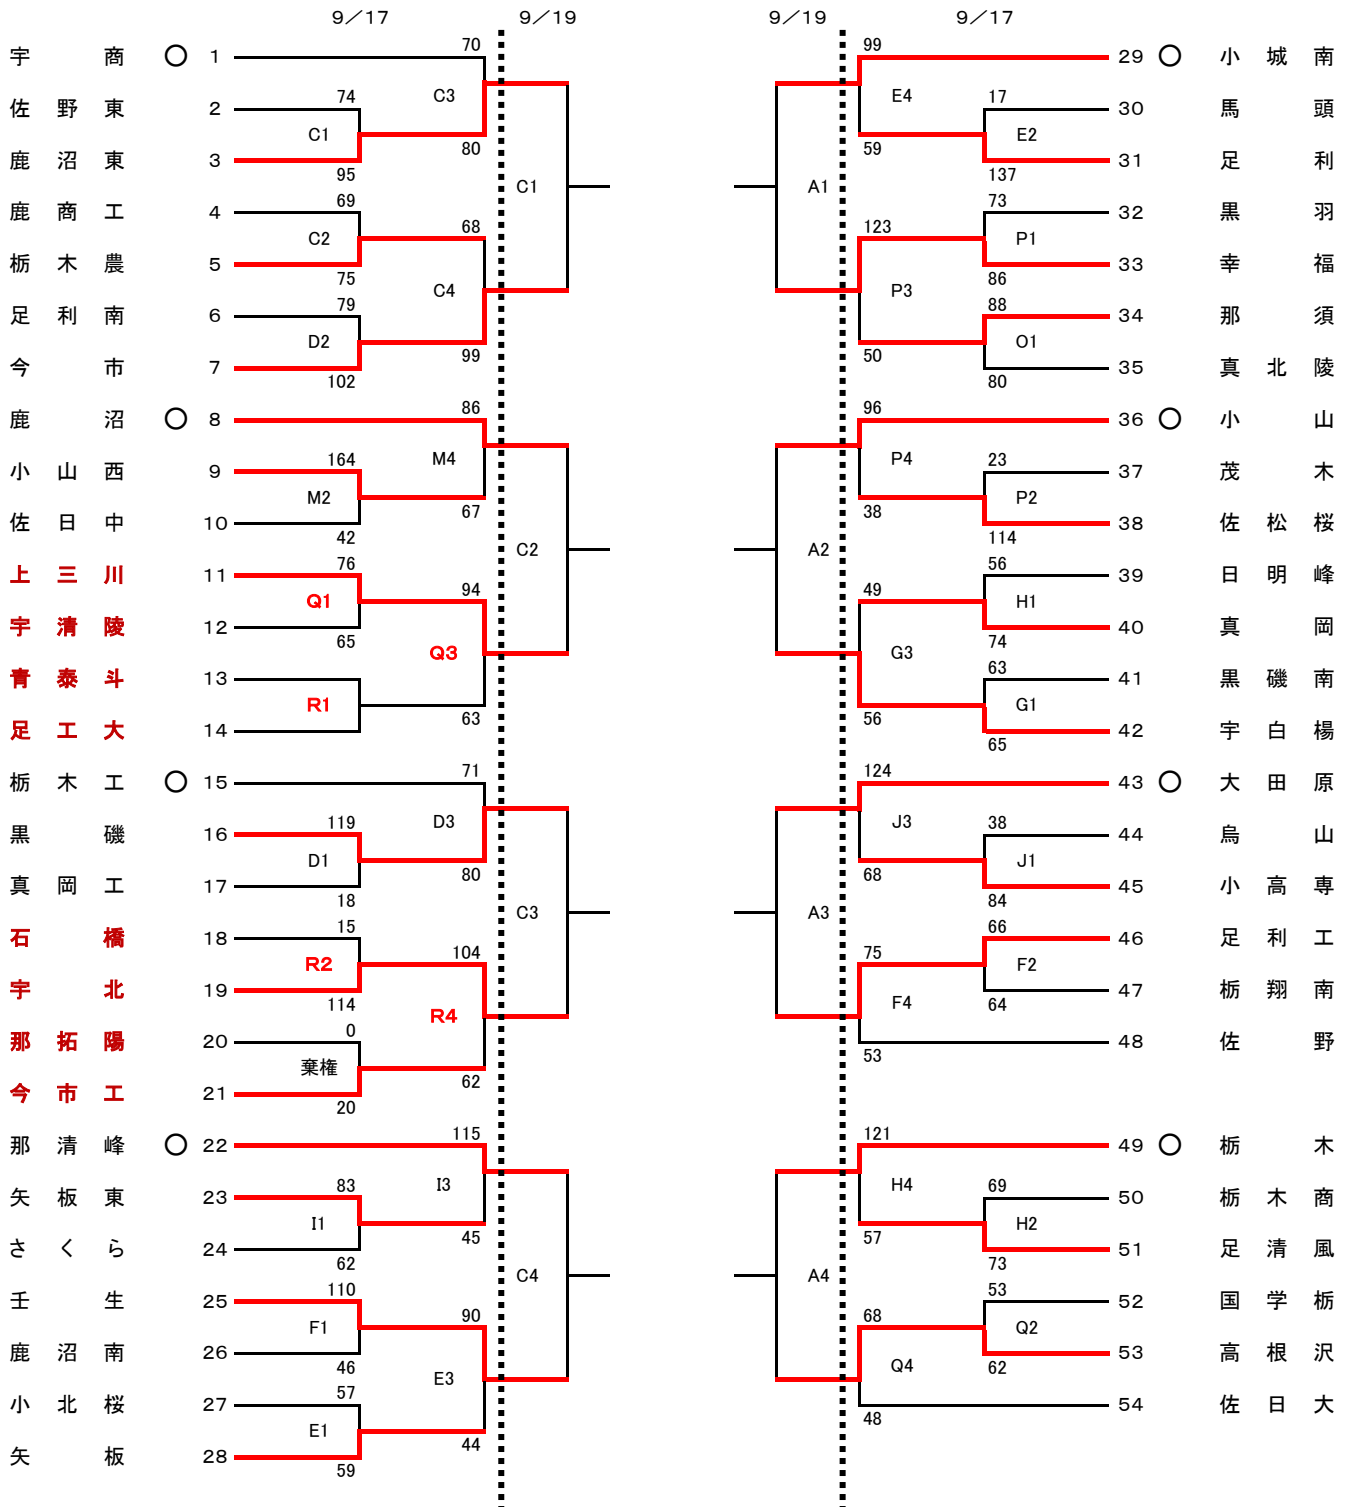 9／17 9／19 9／19 9／17
宇商 ○ 1 70 99 29 ○ 小城南
C3 E4
佐野東 2 74 17 30 馬頭
C1 E2
鹿沼東 3 80 59 31 足利
95 C1 A1 137
鹿商工 4 69 73 32 黒羽
C2 68 123 P1
栃木農 5 75 86 33 幸福
C4 P3
足利南 6 79 88 34 那須
D2 99 50 O1
今市 7 102 80 35 真北陵
鹿沼 ○ 8 86 96 36 ○ 小山
M4 P4
小山西 9 164 23 37 茂木
M2 67 38 P2
佐日中 10 42 114 38 佐松桜
C2 A2
上三川 11 76 56 39 日明峰
Q1 94 49 H1
宇清陵 12 65 74 40 真岡
Q3 G3
青泰斗 13 63 41 黒磯南
R1 63 56 G1
足工大 14 65 42 宇白楊
栃木工 ○ 15 71 124 43 ○ 大田原
D3 J3
黒磯 16 119 38 44 烏山
D1 80 68 J1
真岡工 17 18 84 45 小高専
C3 A3
石橋 18 15 66 46 足利工
R2 104 75 F2
宇北 19 114 64 47 栃翔南
R4 F4
那拓陽 20 0 53 48 佐野
棄権 62
今市工 21 20
那清峰 ○ 22 115 121 49 ○ 栃木
I3 H4
矢板東 23 83 69 50 栃木商
I1 45 57 H2
さくら 24 62 73 51 足清風
C4 A4
壬生 25 110 53 52 国学栃
F1 90 68 Q2
鹿沼南 26 46 62 53 高根沢
E3 Q4
小北桜 27 57 48 54 佐日大
E1 44
矢板 28 59